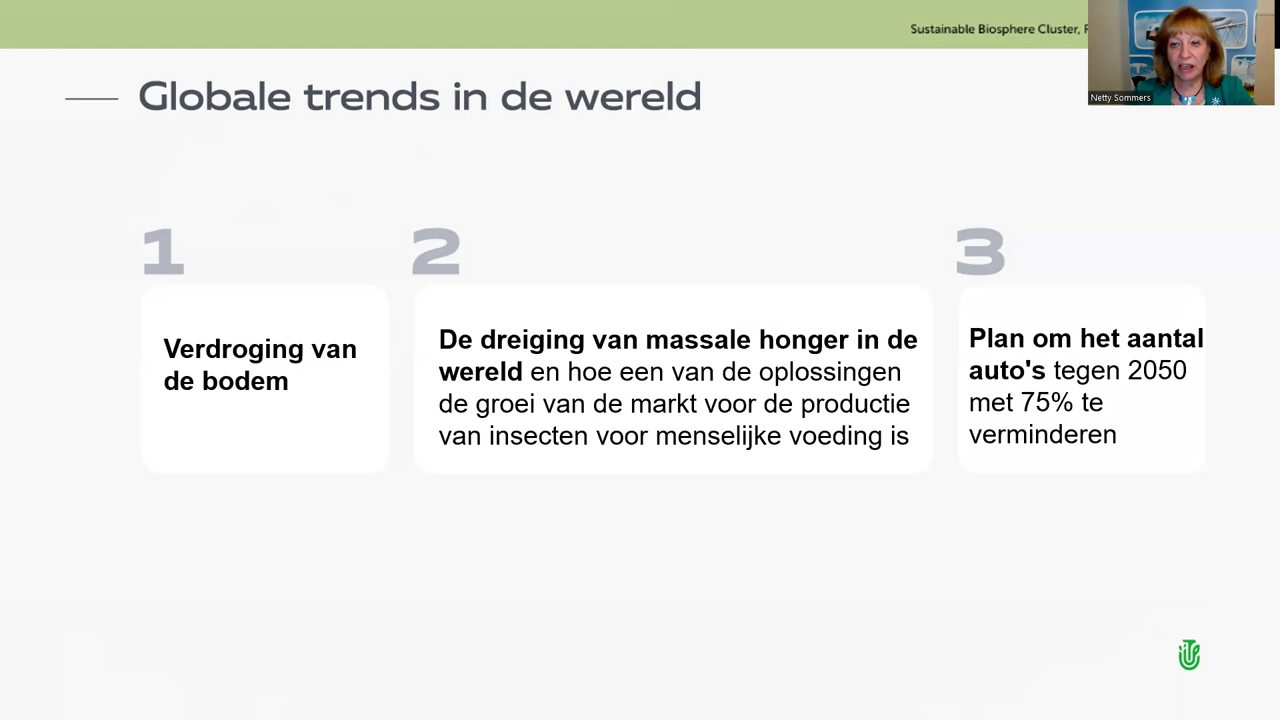 Sustainable Biosphere Cluster,
Netty Sommers
Globale trends in de wereld
1
Verdroging van
de bodem
2
De dreiging van massale honger in de
wereld en hoe een van de oplossingen
de groei van de markt voor de productie
van insecten voor menselijke voeding is
3
Plan om het aantal
auto's tegen 2050
met 75% te
verminderen